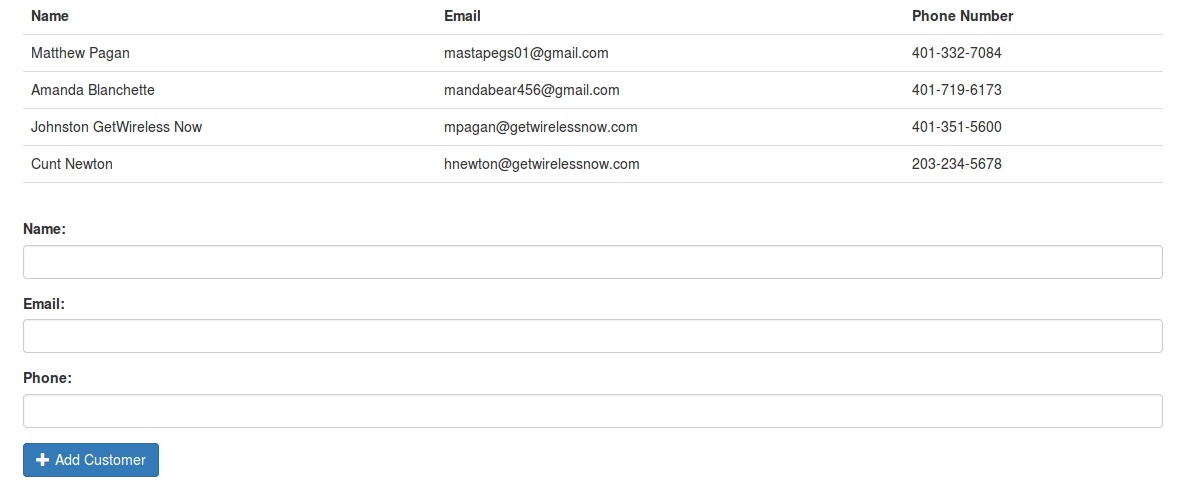 Name Email Phone Number
Matthew Pagan mastapegs01@gmail.com 401-332-7084
Amanda Blanchette mandabear456@gmail.com 401-719-6173
Johnston GetWireless Now mpagan@getwirelessnow.com 401-351-5600
Cunt Newton hnewton@getwirelessnow.com 203-234-5678
Name:
Email:
Phone:
Add Customer